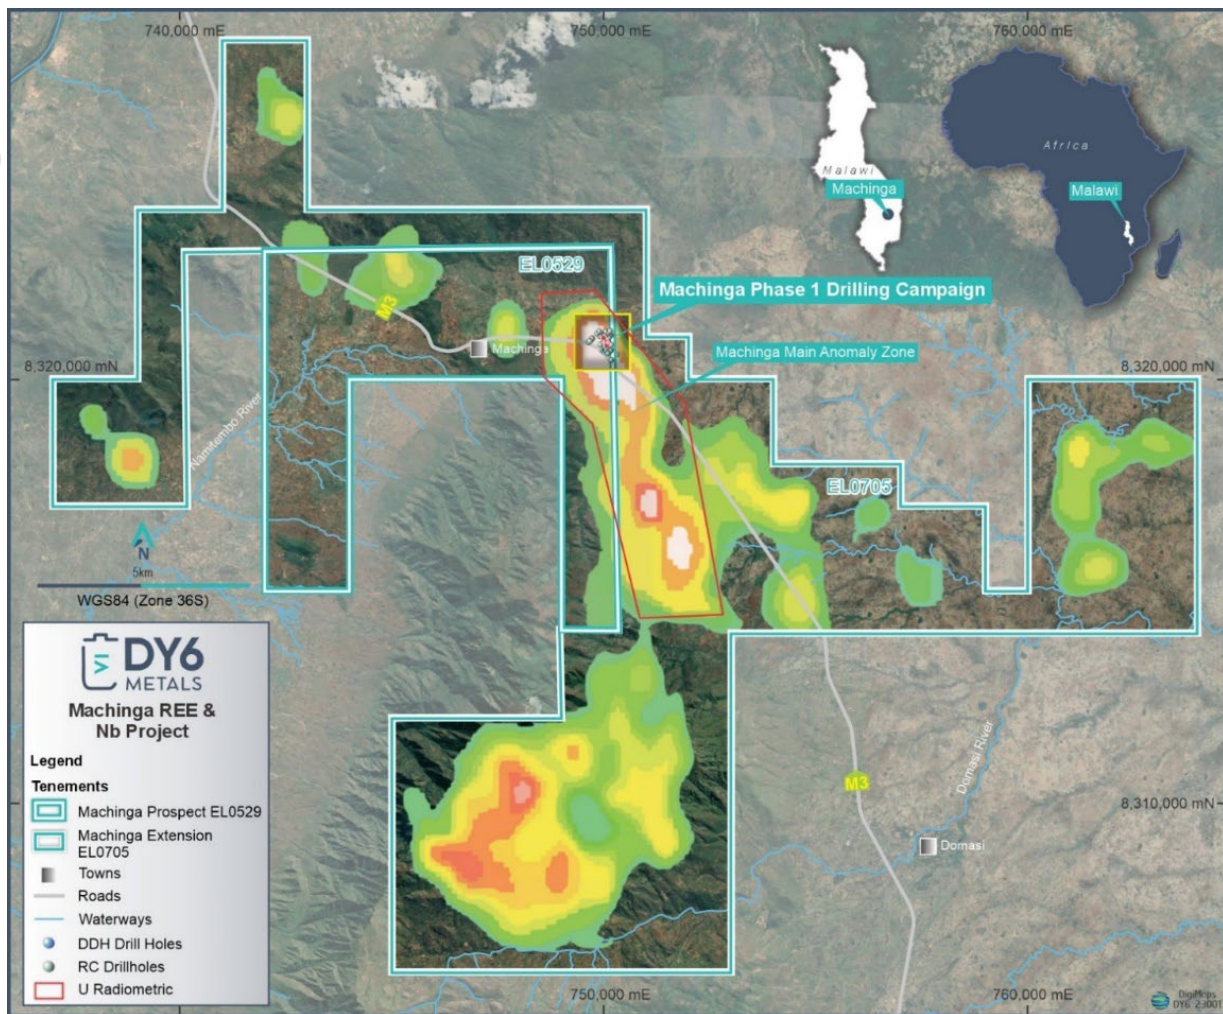 740,000 mE
750,000 mE
760,000 mE
Africa
Malawi
Machinga
Malawi
EL0529
Machinga Phase 1 Drilling Campaign
M3
Machinga
Machinga Main Anomaly Zone
8,320,000 mN
8,320,000 mN
Namitembo River
EL0705
N
5km
WGS84 (Zone 36S)
DY6
METALS
Machinga REE &
Nb Project
Legend
Tenements
Machinga Prospect EL0529
Machinga Extension
EL0705
Towns
Roads
Waterways
DDH Drill Holes
RC Drillholes
U Radiometric
M3
Domasi River
8,310,000 mN
Domasi
750,000 mE
760,000 mE
DigiMaps
DY6 23001